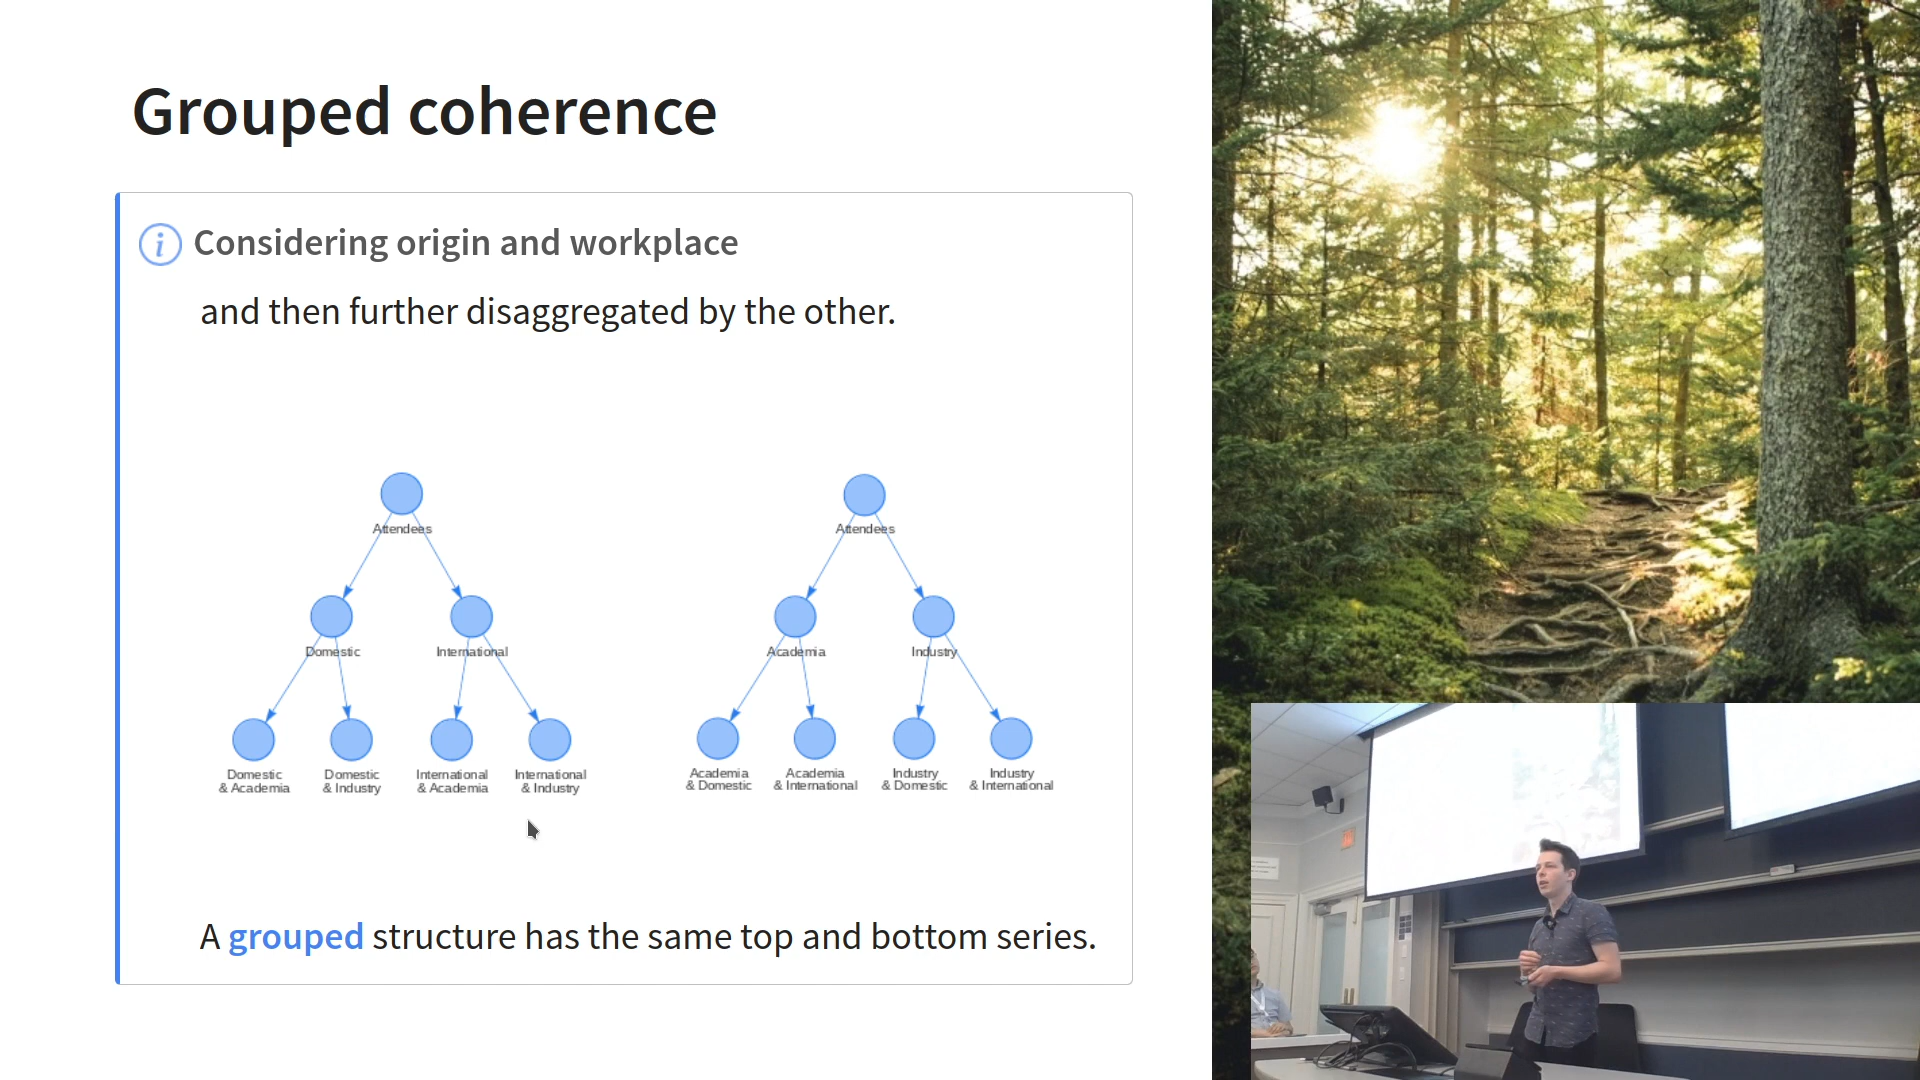 Grouped coherence
Considering origin and workplace
and then further disaggregated by the other.
Attendees
Domestic
International
Domestic
& Academia
Domestic
& Industry
International
& Academia
International
& Industry
Attendees
Academia
Industry
Academia
& Domestic
Academia
& International
Industry
& Domestic
Industry
& International
A grouped structure has the same top and bottom series.